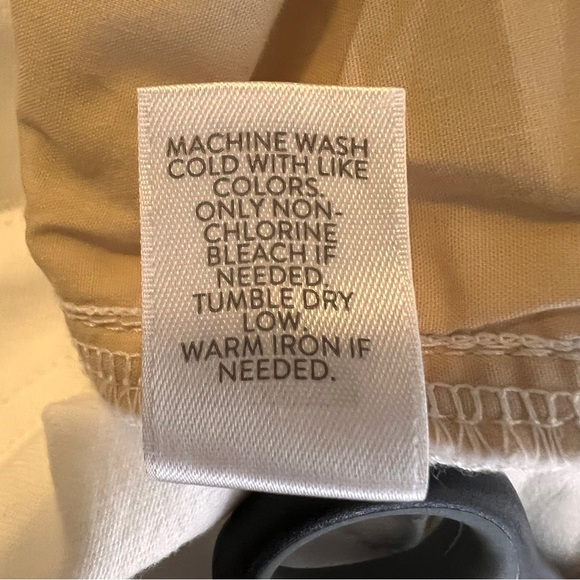 MACHINE WASH
COLD WITH LIKE
COLORS.
ONLY NON-
CHLORINE
BLEACH IF
NEEDED.
TUMBLE DRY
LOW.
WARM IRON IF
NEEDED.